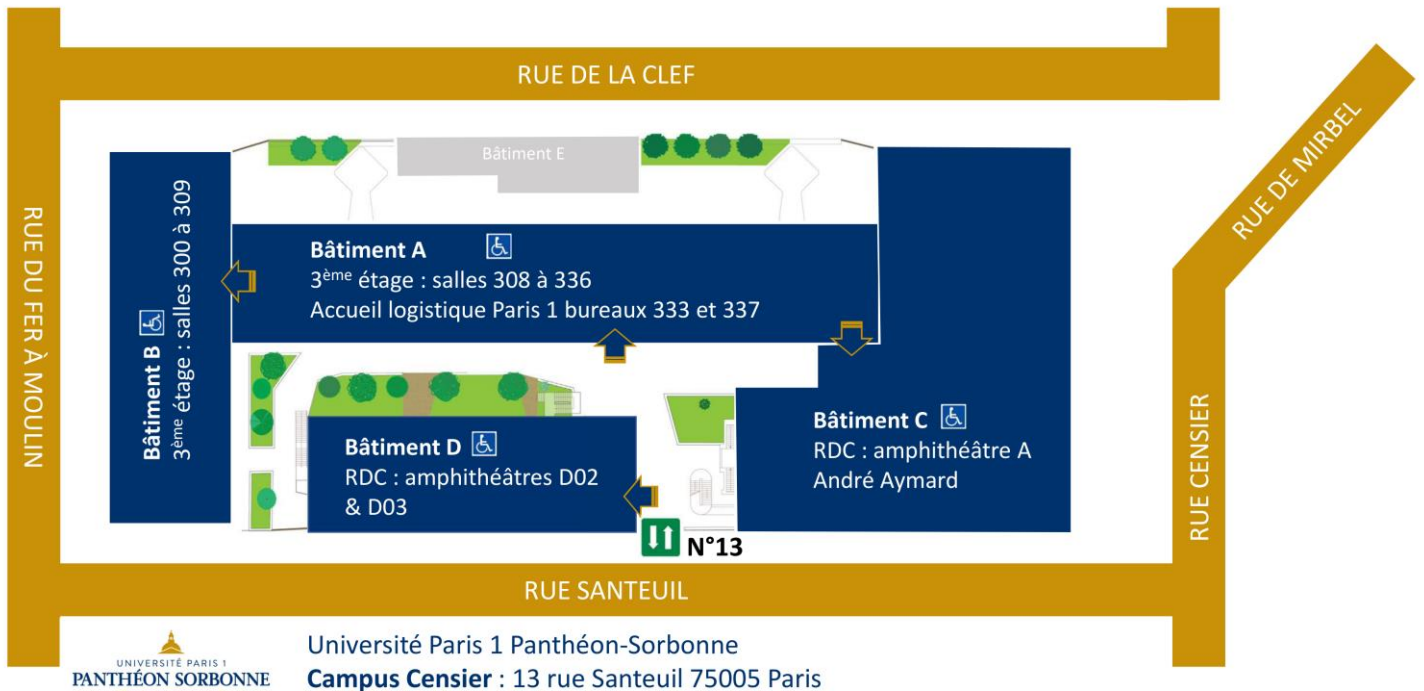 RUE DE LA CLEF
RUE DE MIRBEL
Bâtiment E
RUE DU FER À MOULIN
Bâtiment B
3ème étage : salles 300 à 309
Bâtiment A
3ème étage : salles 308 à 336
Accueil logistique Paris 1 bureaux 333 et 337
Bâtiment D
RDC : amphithéâtres D02
& D03
Bâtiment C
RDC : amphithéâtre A
André Aymard
RUE CENSIER
N°13
RUE SANTEUIL
UNIVERSITÉ PARIS 1
PANTHÉON SORBONNE
Université Paris 1 Panthéon-Sorbonne
Campus Censier : 13 rue Santeuil 75005 Paris